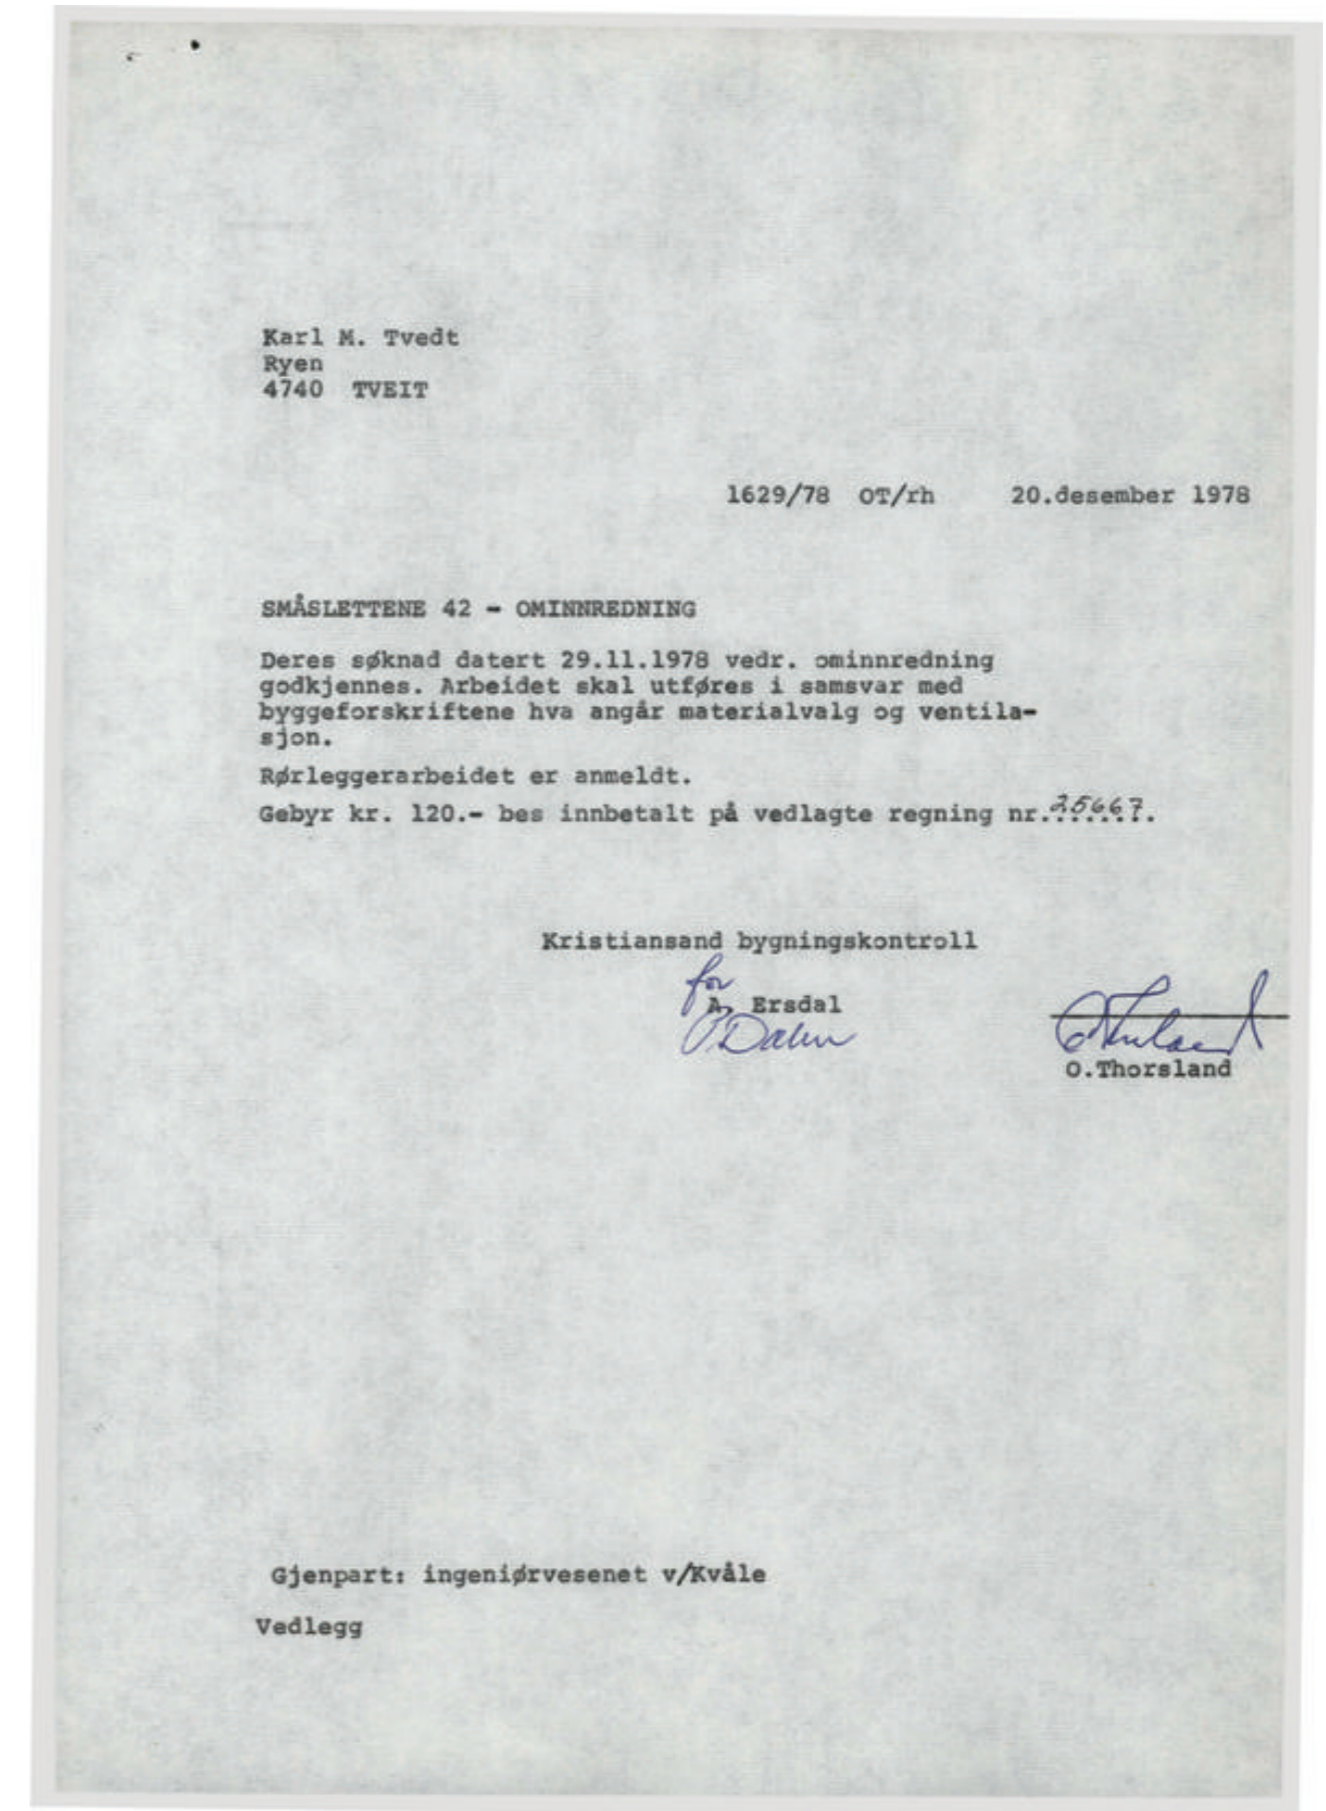 Karl M. Tvedt
Ryen
4740 TVEIT
1629/78 OT/rh 20.desember 1978
SMÅSLETTENE 42 - OMINNREDNING
Deres søknad datert 29.11.1978 vedr. ominnredning
godkjennes. Arbeidet skal utføres i samsvar med
byggeforskriftene hva angår materialvalg og ventila-
sjon.
Rørleggerarbeidet er anmeldt.
Gebyr kr. 120.- bes innbetalt på vedlagte regning nr. 25667.
Kristiansand bygningskontroll
for
A. Ersdal
O.Thorsland
Gjenpart: ingeniørvesenet v/Kvåle
Vedlegg